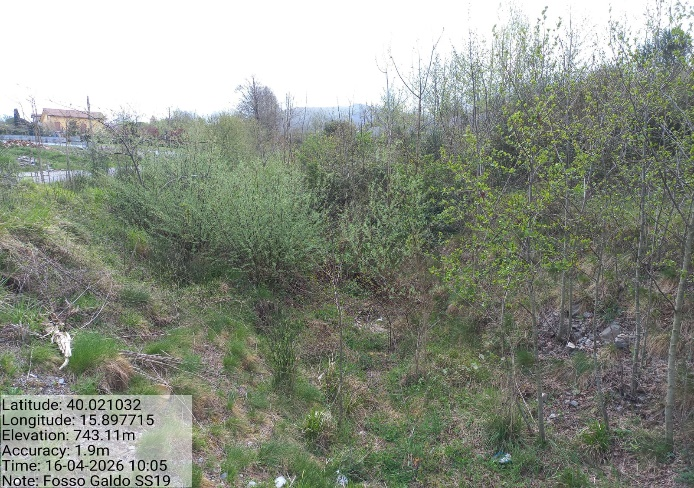 Latitude: 40.021032
Longitude: 15.897715
Elevation: 743.11m
Accuracy: 1.9m
Time: 16-04-2026 10:05
Note: Fosso Galdo SS19